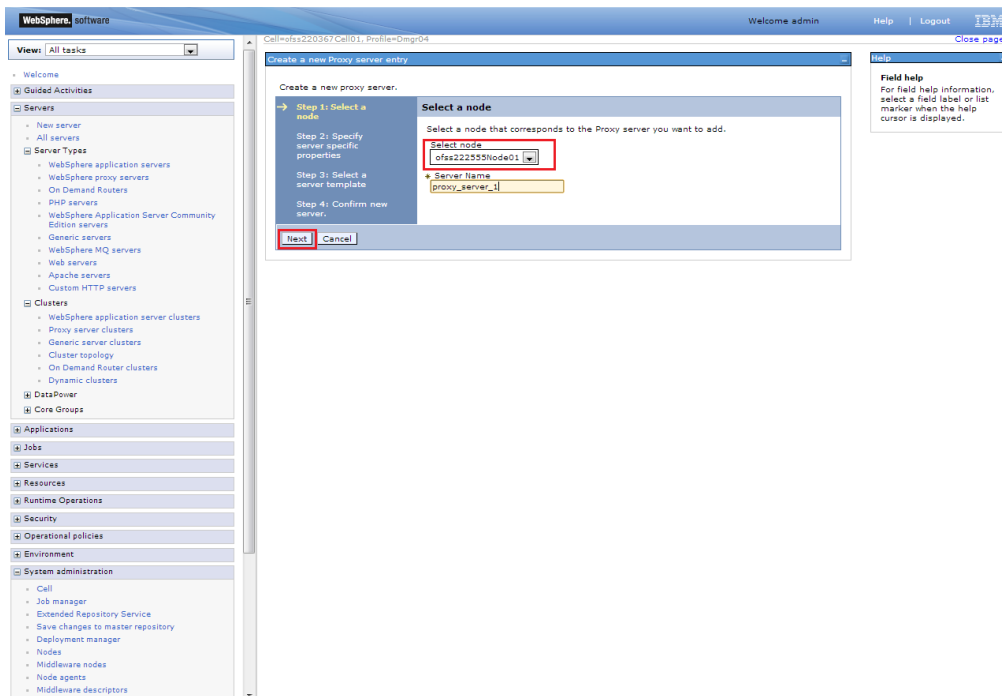 WebSphere. software
Welcome admin
Help | Logout
IBM
View: All tasks
Cell=ofss220367Cell01, Profile=Dmgr04
Close page
Welcome
Guided Activities
Servers
New server
All servers
Server Types
WebSphere application servers
WebSphere proxy servers
On Demand Routers
PHP servers
WebSphere Application Server Community
Edition servers
Generic servers
WebSphere MQ servers
Web servers
Apache servers
Custom HTTP servers
Clusters
WebSphere application server clusters
Proxy server clusters
Generic server clusters
Cluster topology
On Demand Router clusters
Dynamic clusters
DataPower
Core Groups
Applications
Jobs
Services
Resources
Runtime Operations
Security
Operational policies
Environment
System administration
Cell
Job manager
Extended Repository Service
Save changes to master repository
Deployment manager
Nodes
Middleware nodes
Node agents
Middleware descriptors
Create a new Proxy server entry
Create a new proxy server.
Step 1: Select a
node
Step 2: Specify
server specific
properties
Step 3: Select a
server template
Step 4: Confirm new
server.
Select a node
Select a node that corresponds to the Proxy server you want to add.
Select node
ofss222555Node01
Server Name
proxy_server_1
Next Cancel
Help
Field help
For field help information,
select a field label or list
marker when the help
cursor is displayed.